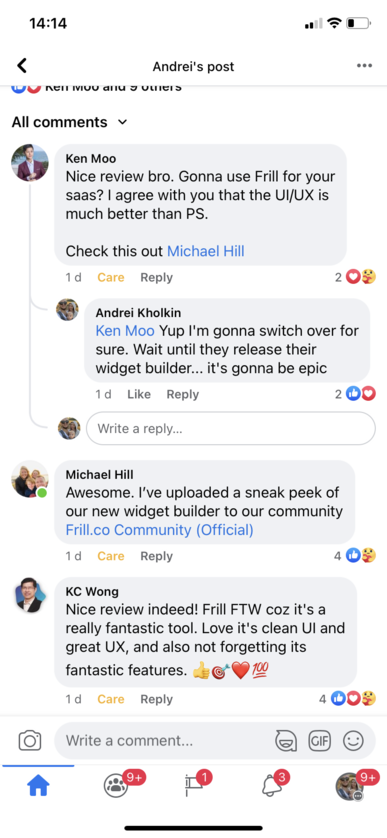 14:14
Andrei's post
Ken Moo and 9 others
All comments
Ken Moo
Nice review bro. Gonna use Frill for your
saas? I agree with you that the UI/UX is
much better than PS.
Check this out Michael Hill
1 d Care Reply 2
Andrei Kholkin
Ken Moo Yup I'm gonna switch over for
sure. Wait until they release their
widget builder... it's gonna be epic
1 d Like Reply 2
Write a reply...
Michael Hill
Awesome. I've uploaded a sneak peek of
our new widget builder to our community
Frill.co Community (Official)
1 d Care Reply 4
KC Wong
Nice review indeed! Frill FTW coz it's a
really fantastic tool. Love it's clean UI and
great UX, and also not forgetting its
fantastic features. 👍🎯❤️💯
1 d Care Reply 4
Write a comment...
GIF
9+ 1 3 9+